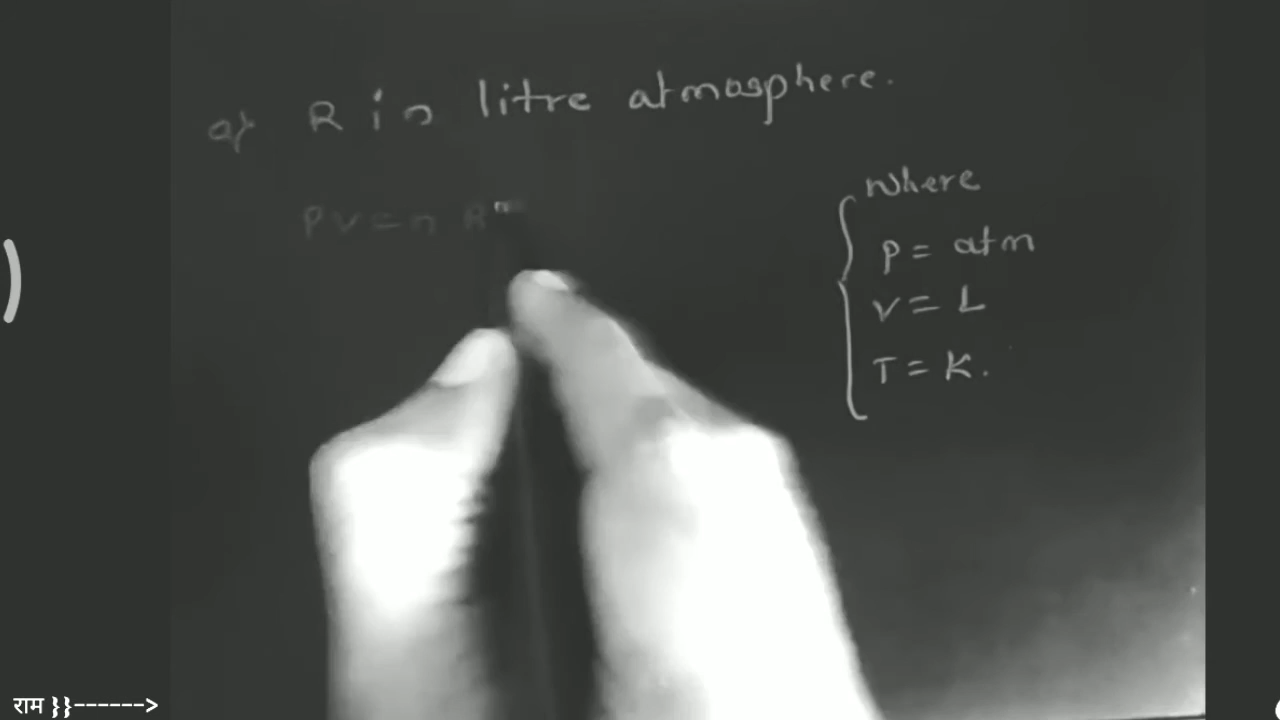 a) R in litre atmosphere.
PV = n R
Where
P = atm
V = L
T = K.
राम }}------>